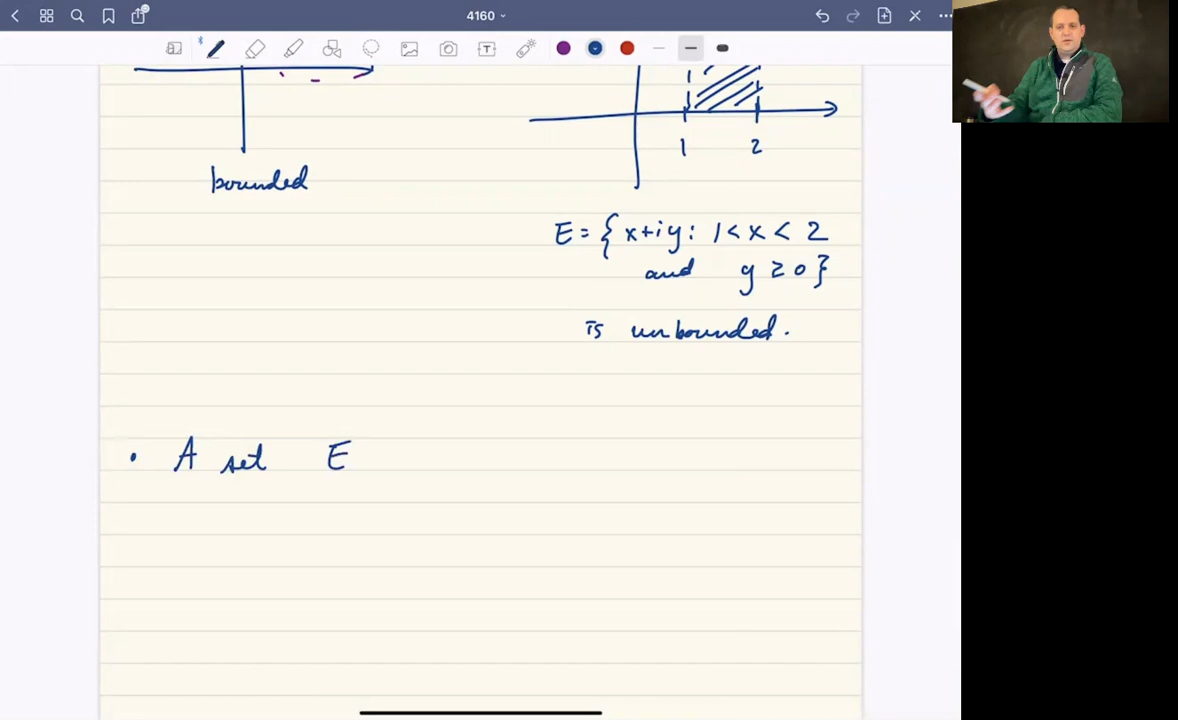 4160
bounded
1 2
E = { x+iy : 1 < x < 2
and y ≥ 0 }
is unbounded.
• A set E